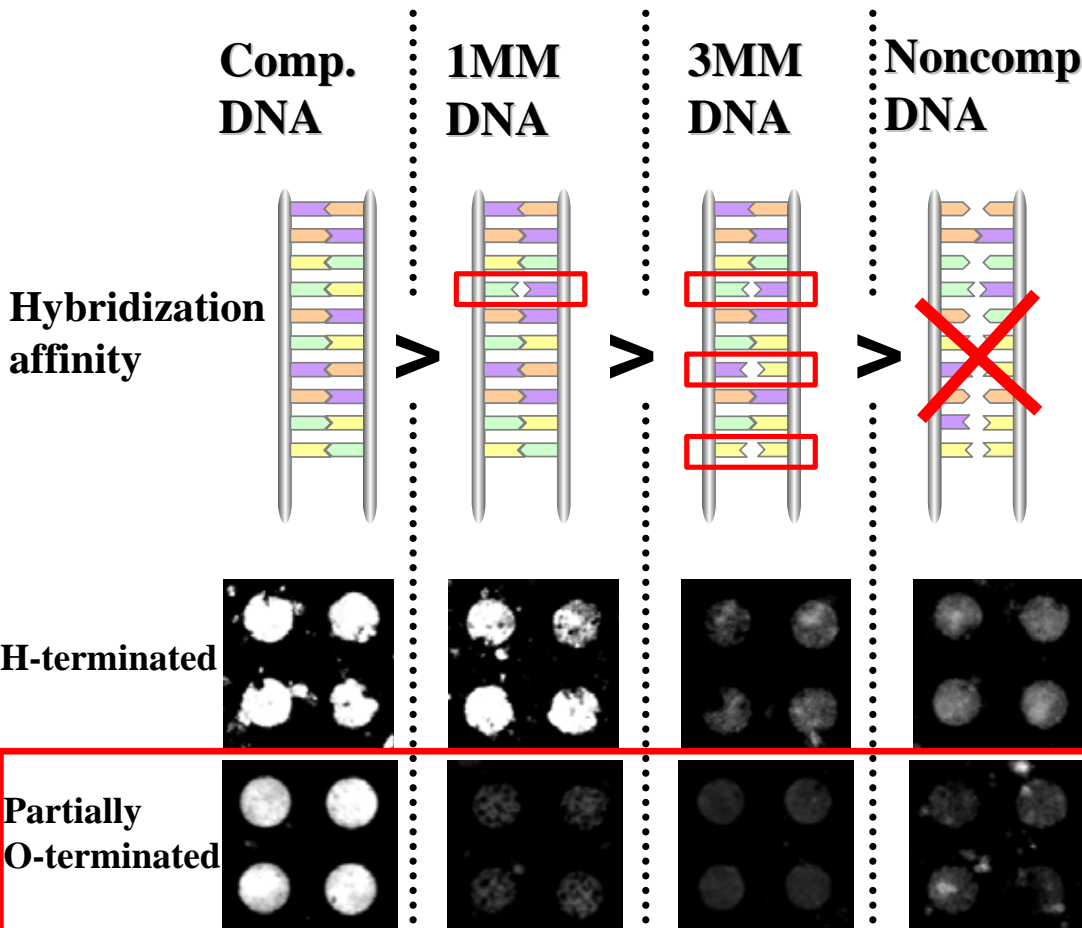 Comp.
DNA
1MM
DNA
3MM
DNA
Noncomp
DNA
Hybridization
affinity
>
>
>
H-terminated
Partially
O-terminated